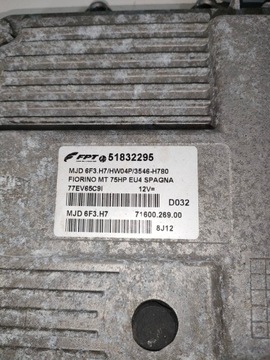 FPT 51832295
MJD 6F3.H7/HW04P/3546-H780
FIORINO MT 75HP EU4 SPAGNA
77EV65C9I 12V=
D032
MJD 6F3.H7 71600.269.00
8J12